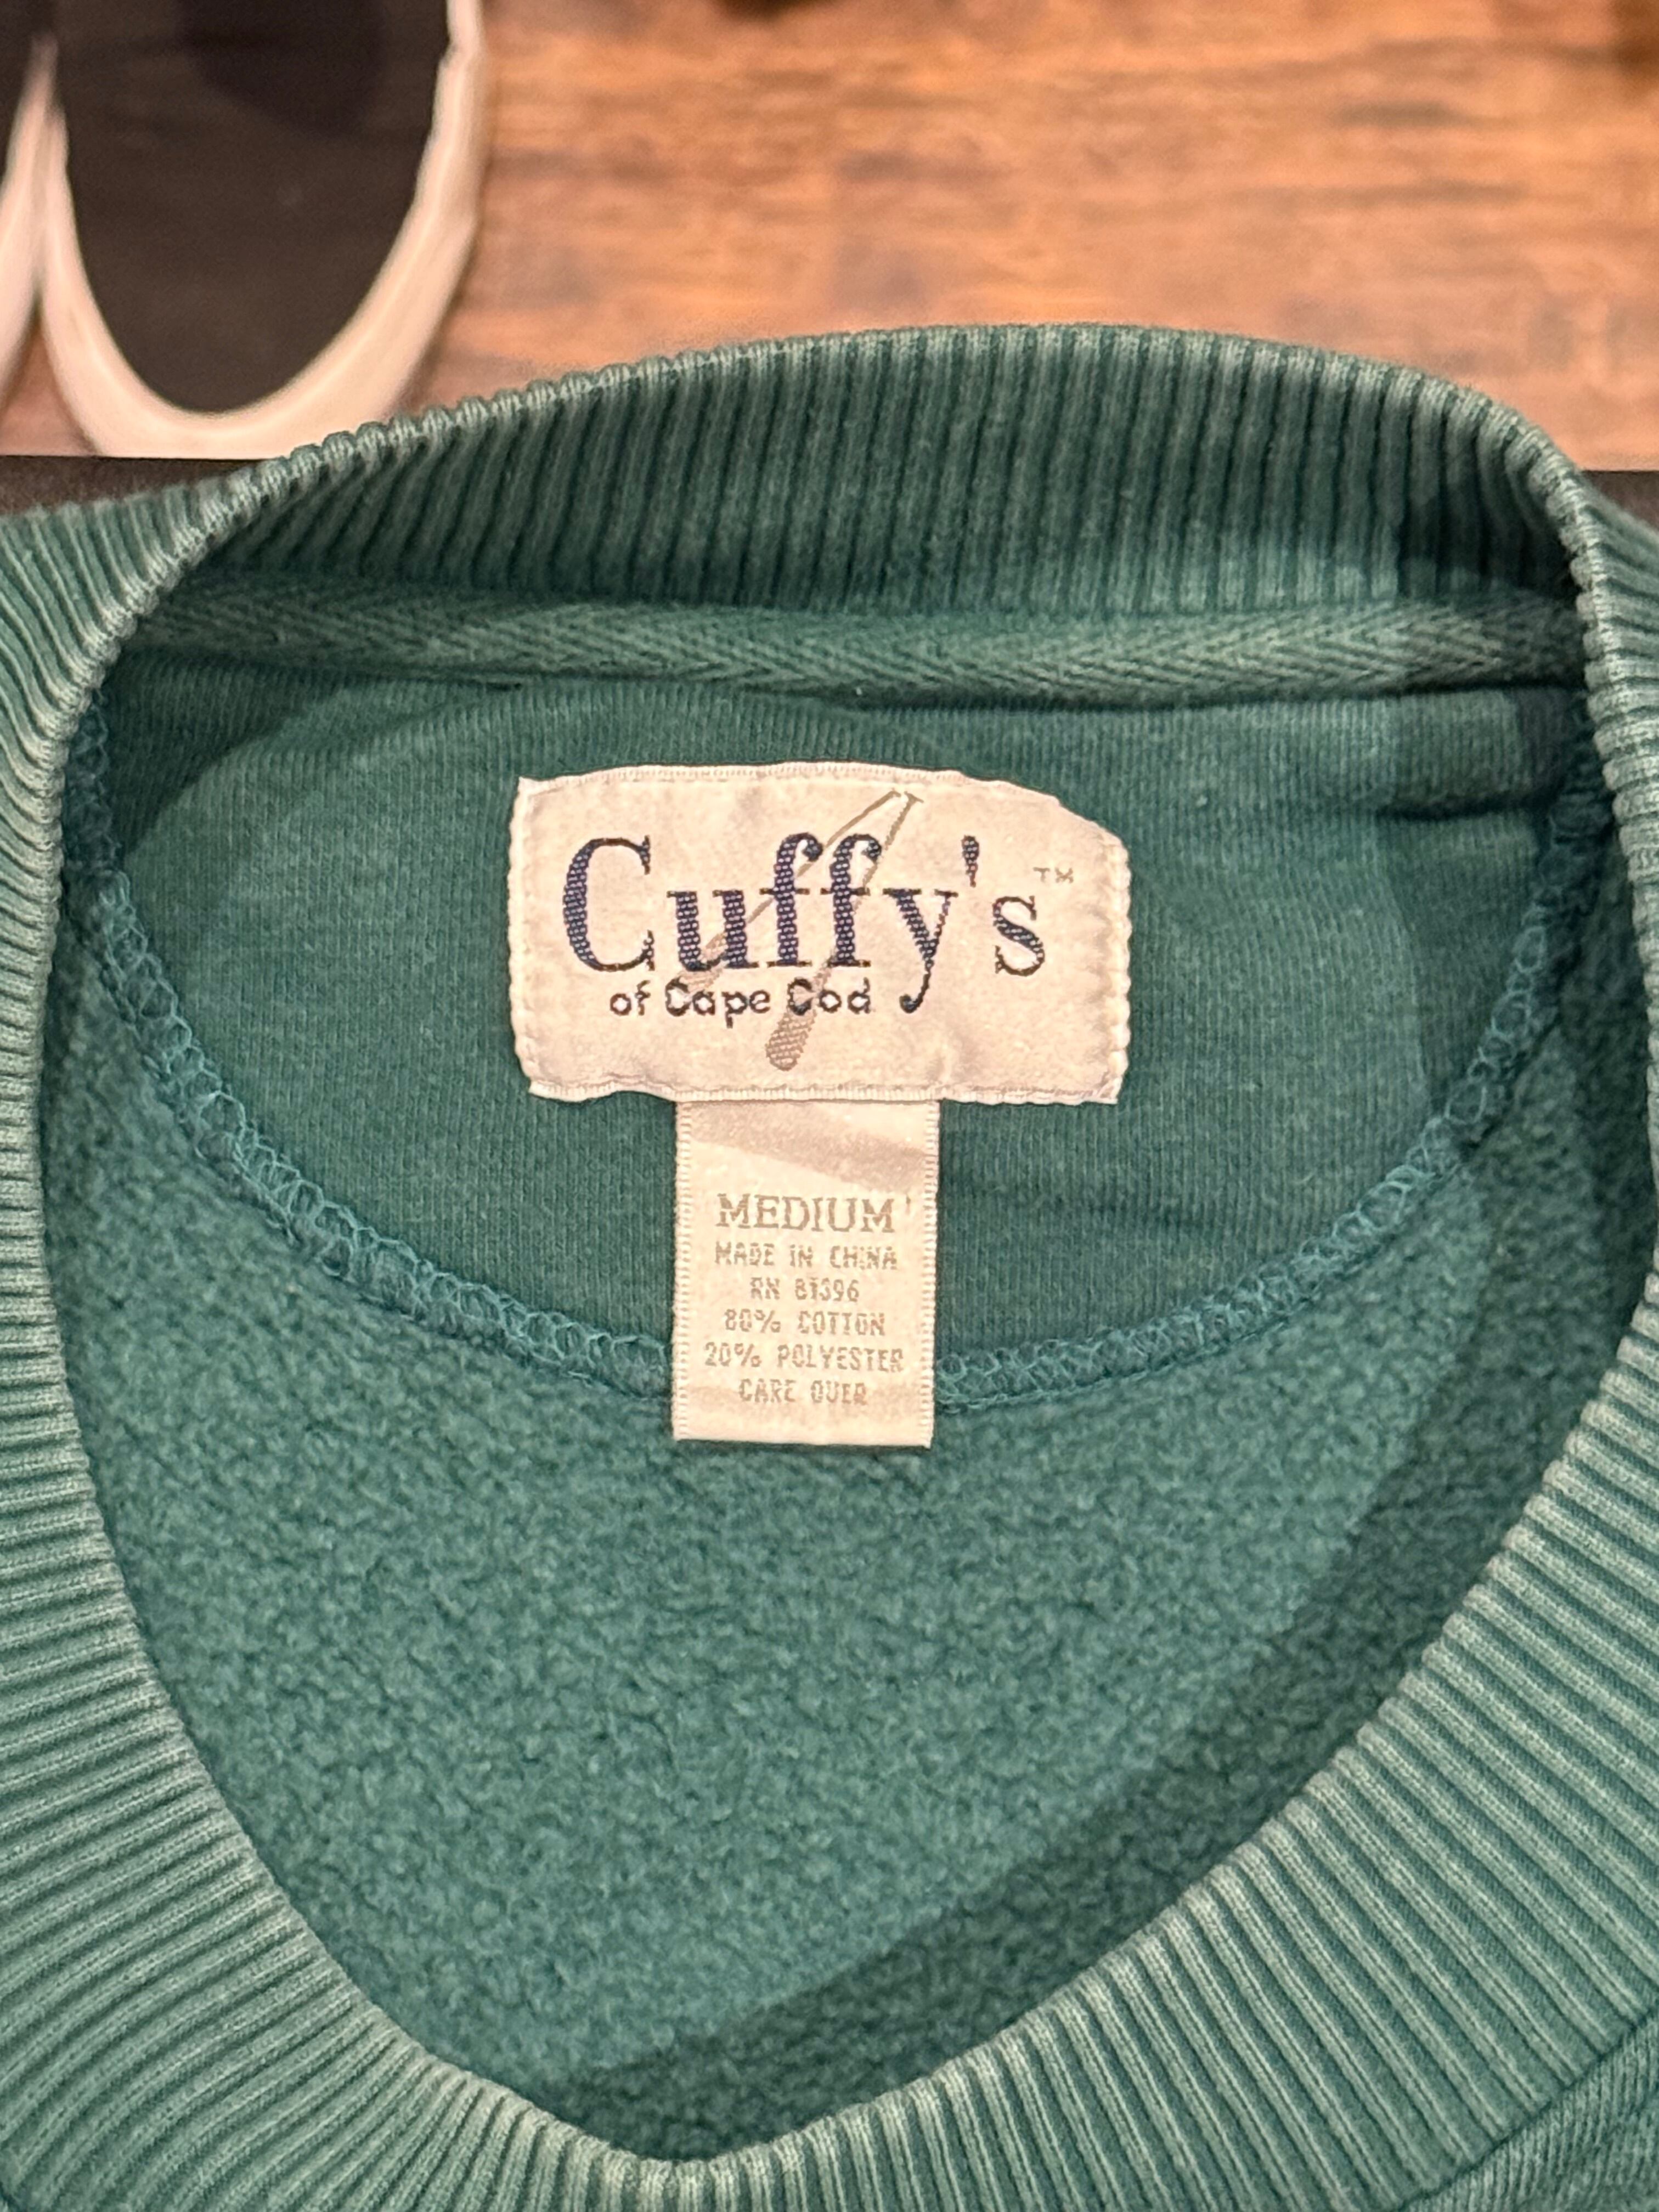 Cuffy's™
of Cape Cod
MEDIUM
MADE IN CHINA
RN 81396
80% COTTON
20% POLYESTER
CARE OVER